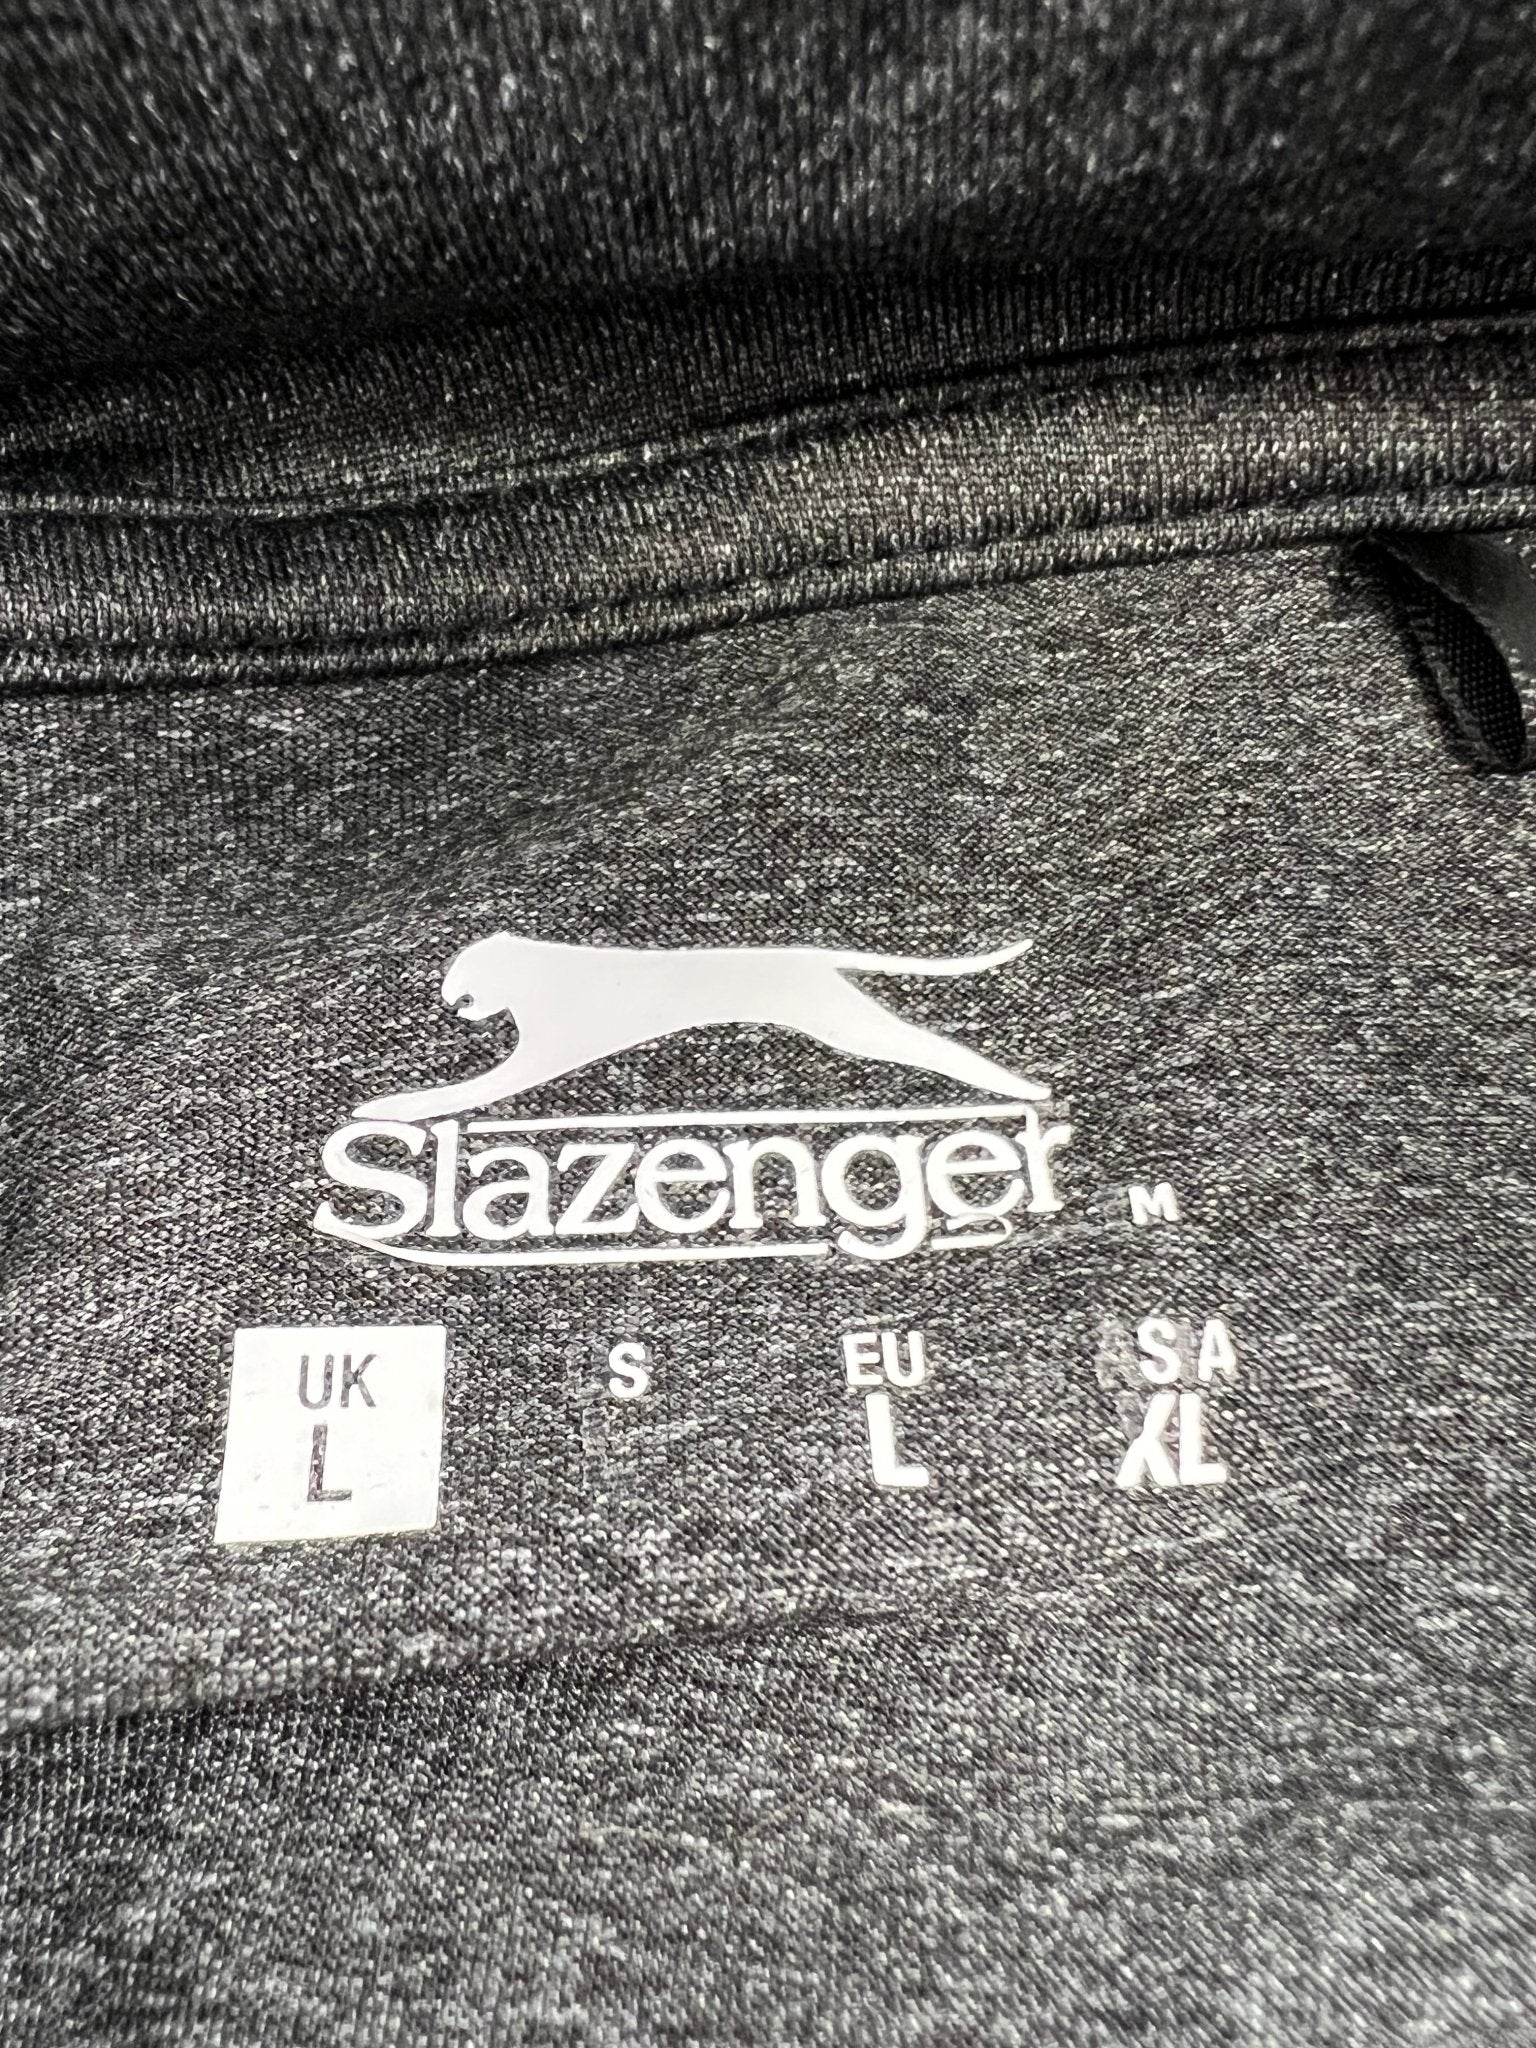 Slazenger M
UK S EU SA
L L XL